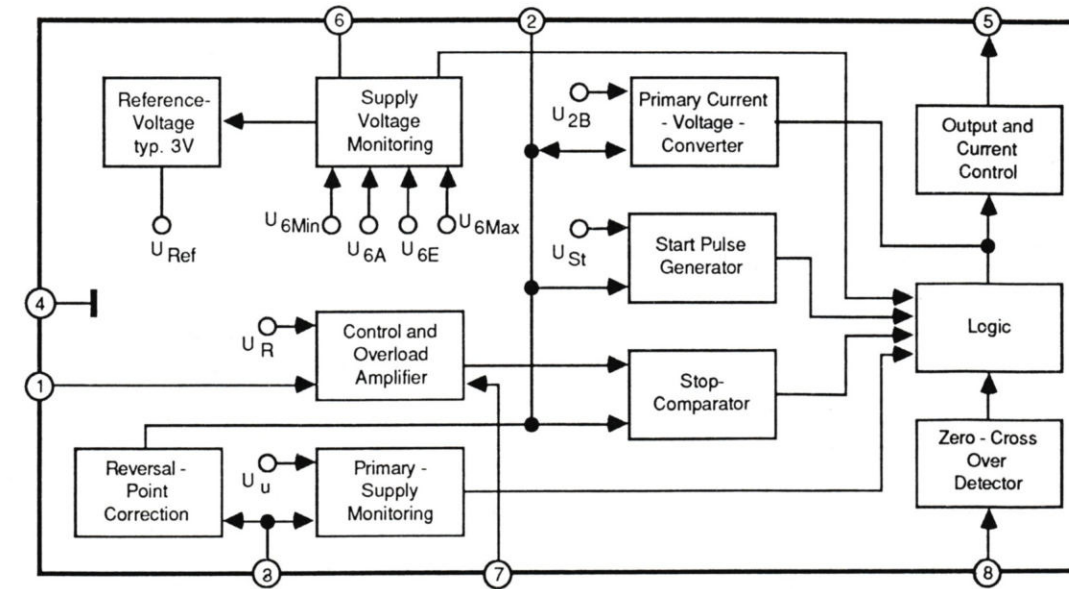 6
2
5
Reference-
Voltage
typ. 3V
Supply
Voltage
Monitoring
U2B
Primary Current
- Voltage -
Converter
Output and
Current
Control
URef
U6Min
U6A
U6E
U6Max
USt
Start Pulse
Generator
4
UR
Control and
Overload
Amplifier
Logic
1
Stop-
Comparator
Reversal -
Point
Correction
Uu
Primary -
Supply
Monitoring
Zero - Cross
Over
Detector
3
7
8